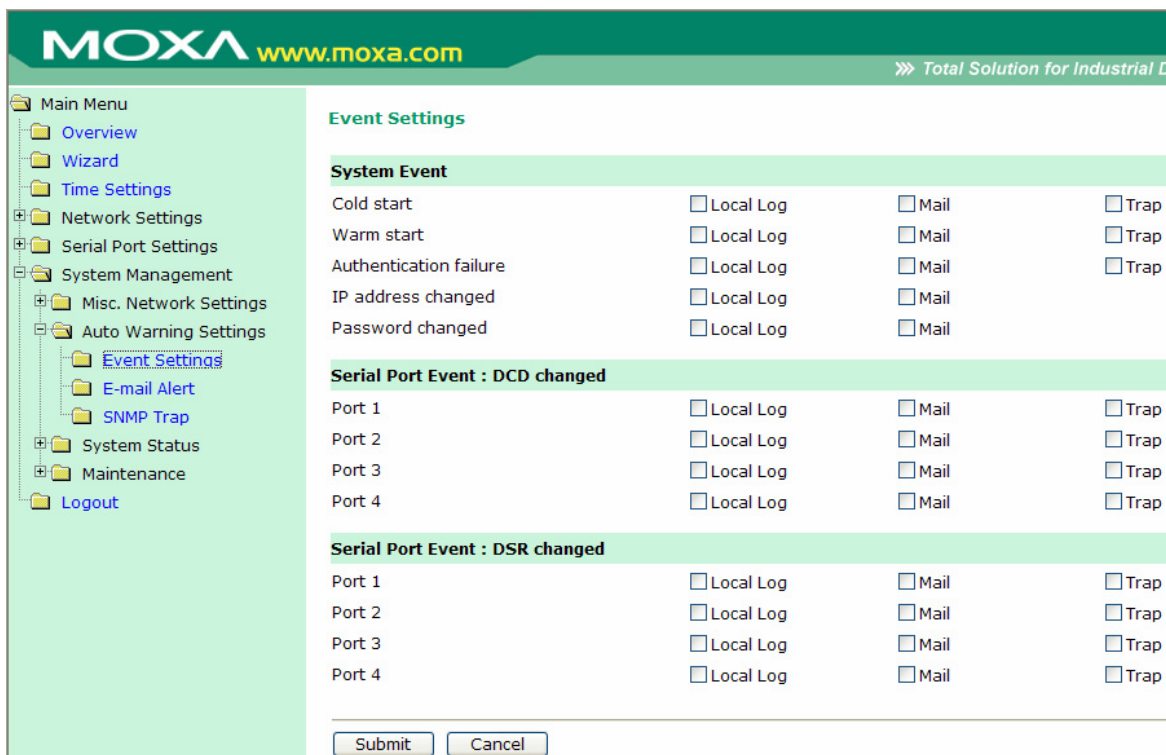 MOXA www.moxa.com
Total Solution for Industrial D
Main Menu
Overview
Wizard
Time Settings
Network Settings
Serial Port Settings
System Management
Misc. Network Settings
Auto Warning Settings
Event Settings
E-mail Alert
SNMP Trap
System Status
Maintenance
Logout
Event Settings
System Event
Cold start Local Log Mail Trap
Warm start Local Log Mail Trap
Authentication failure Local Log Mail Trap
IP address changed Local Log Mail
Password changed Local Log Mail
Serial Port Event : DCD changed
Port 1 Local Log Mail Trap
Port 2 Local Log Mail Trap
Port 3 Local Log Mail Trap
Port 4 Local Log Mail Trap
Serial Port Event : DSR changed
Port 1 Local Log Mail Trap
Port 2 Local Log Mail Trap
Port 3 Local Log Mail Trap
Port 4 Local Log Mail Trap
Submit Cancel